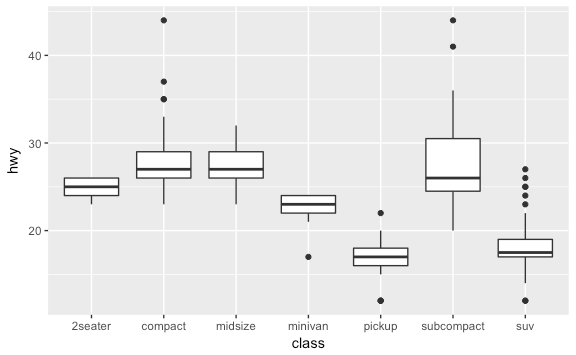 40
30
20
hwy
2seater compact midsize minivan pickup subcompact suv
class